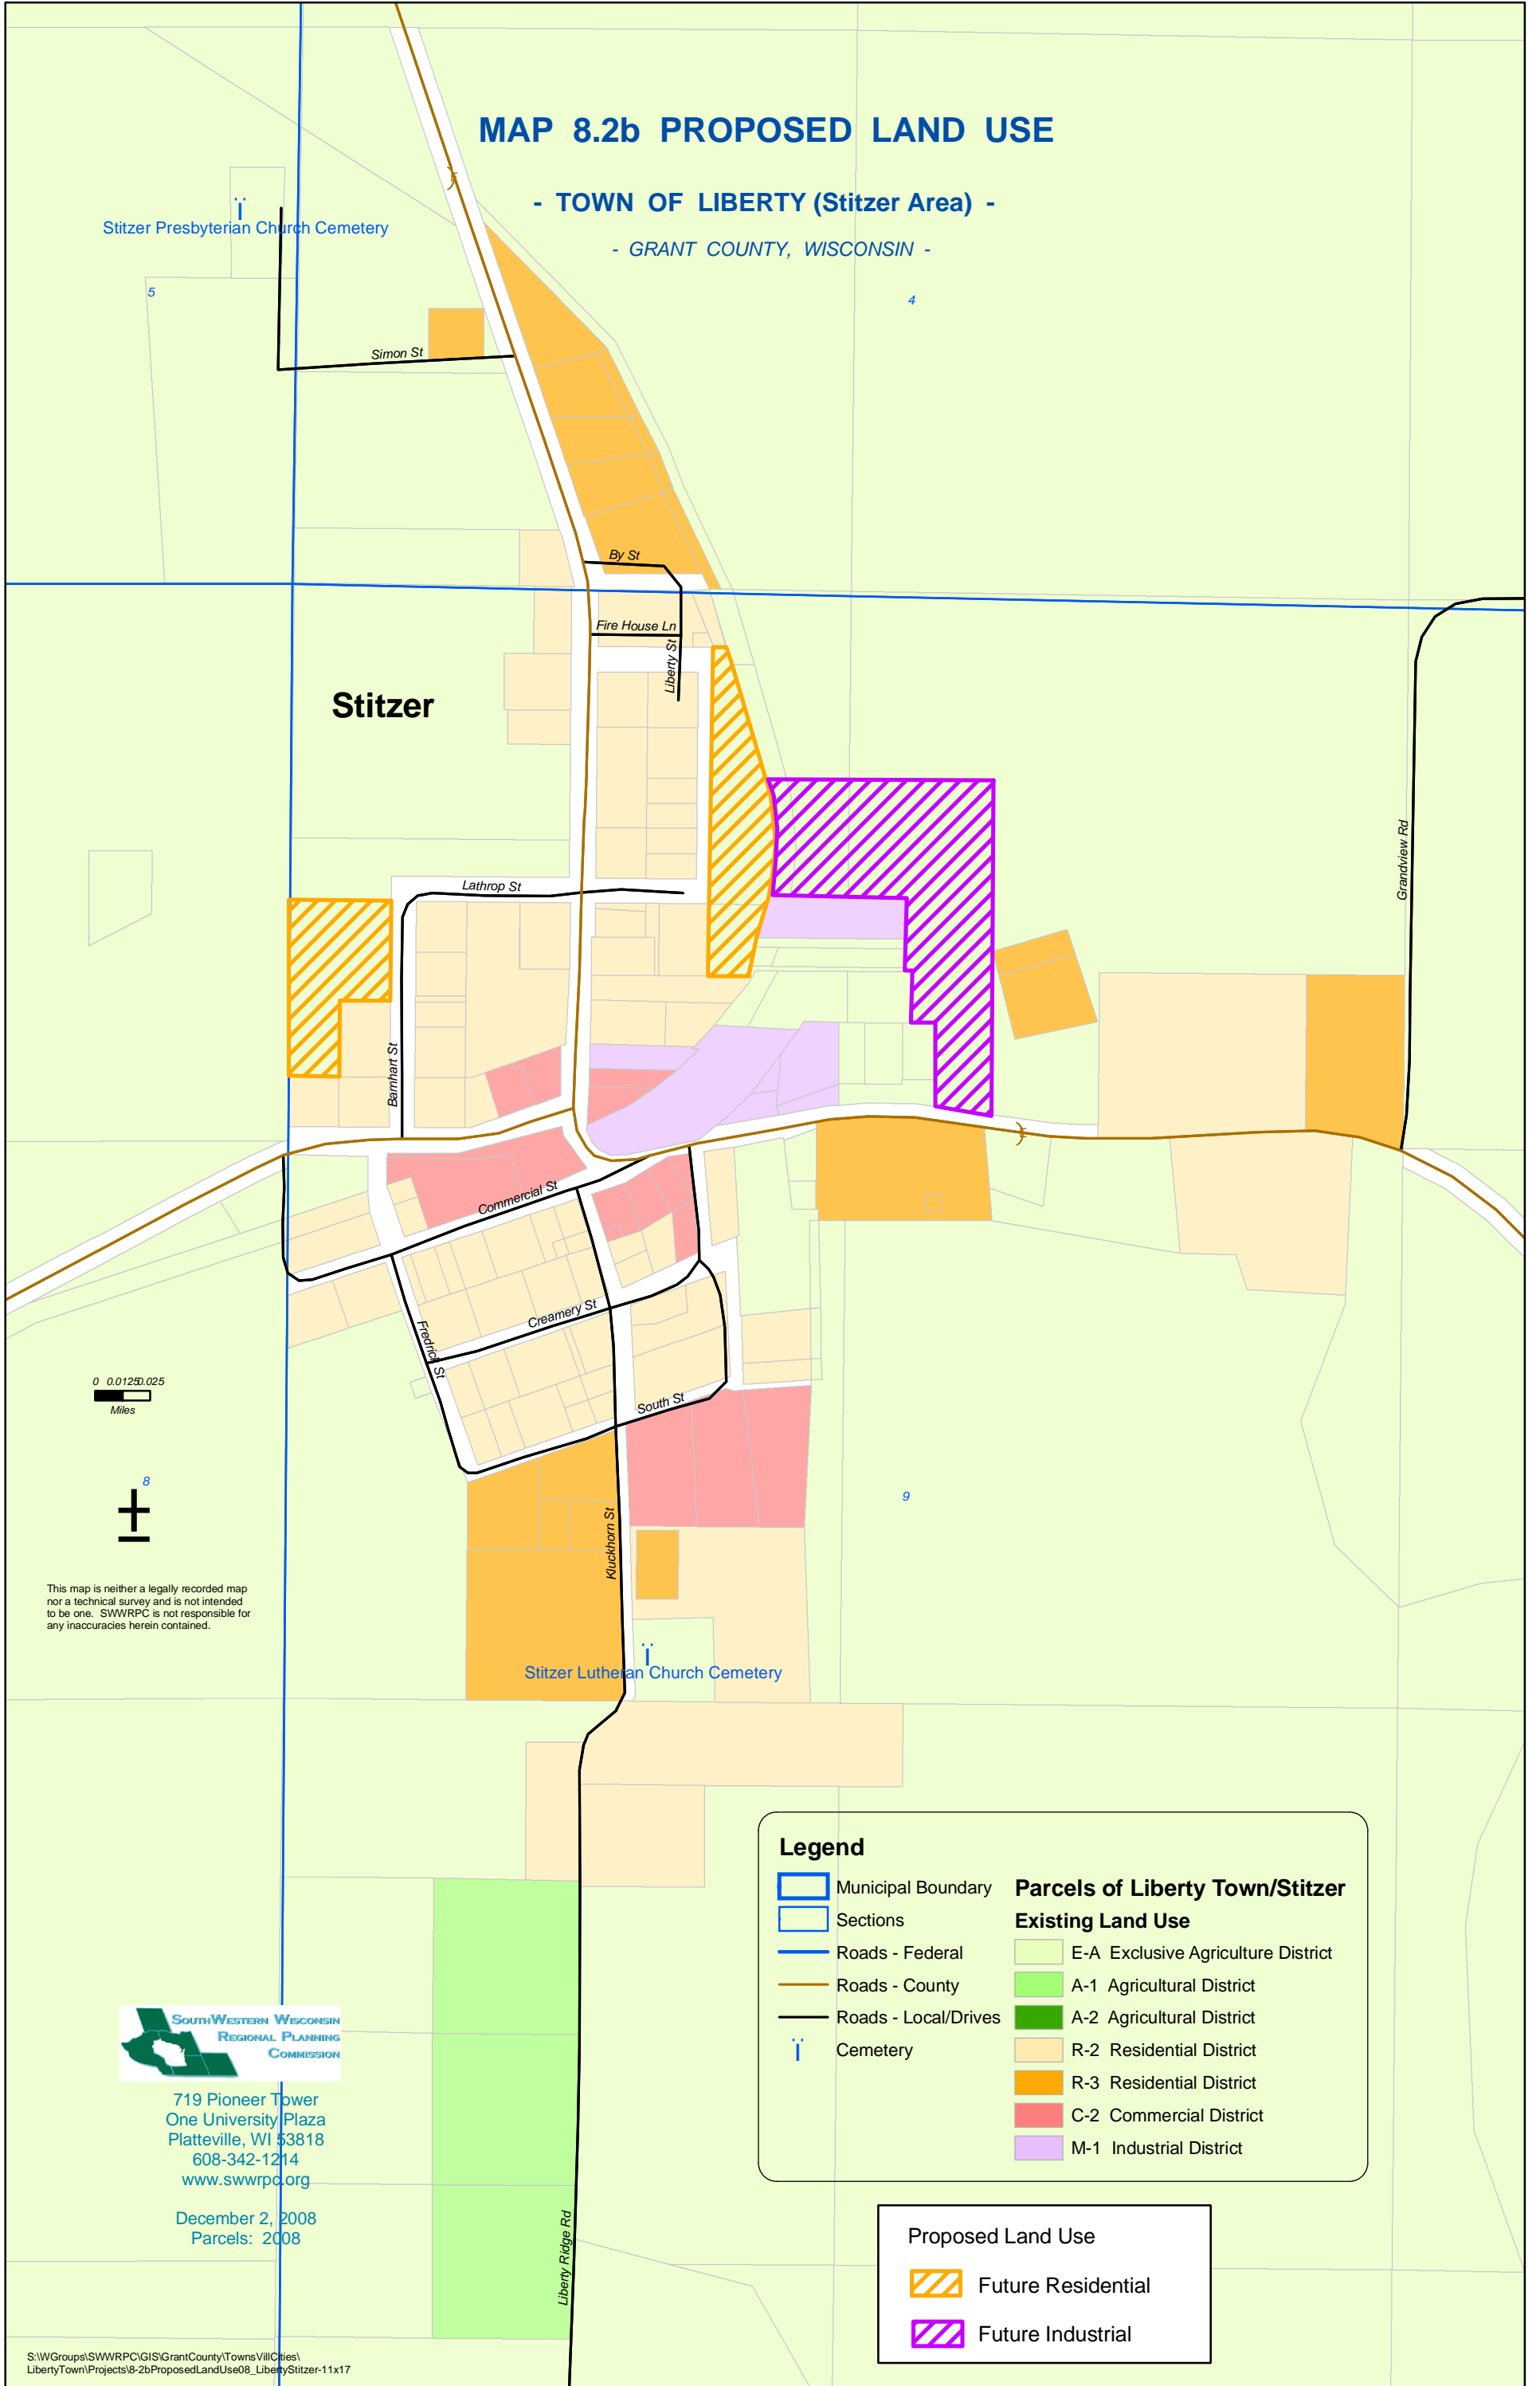 MAP 8.2b PROPOSED LAND USE
- TOWN OF LIBERTY (Stitzer Area) -
- GRANT COUNTY, WISCONSIN -
E
Stitzer Presbyterian Church Cemetery
5
4
Simon St
By St
Fire House Ln
Liberty St
Stitzer
Grandview Rd
Lathrop St
Barnhart St
E
Commercial St
Creamery St
Fredrich St
South St
0 0.0125 0.025
Miles
8
9
Kluckhorn St
This map is neither a legally recorded map
nor a technical survey and is not intended
to be one. SWWRPC is not responsible for
any inaccuracies herein contained.
Stitzer Lutheran Church Cemetery
Legend
Municipal Boundary
Sections
Roads - Federal
Roads - County
Roads - Local/Drives
Cemetery
Parcels of Liberty Town/Stitzer
Existing Land Use
E-A Exclusive Agriculture District
A-1 Agricultural District
A-2 Agricultural District
R-2 Residential District
R-3 Residential District
C-2 Commercial District
M-1 Industrial District
SOUTHWESTERN WISCONSIN
REGIONAL PLANNING
COMMISSION
719 Pioneer Tower
One University Plaza
Platteville, WI 53818
608-342-1214
www.swwrpc.org
December 2, 2008
Parcels: 2008
Liberty Ridge Rd
Proposed Land Use
Future Residential
Future Industrial
S:\WGroups\SWWRPC\GIS\GrantCounty\TownsVillCities\
LibertyTown\Projects\8-2bProposedLandUse08_LibertyStitzer-11x17